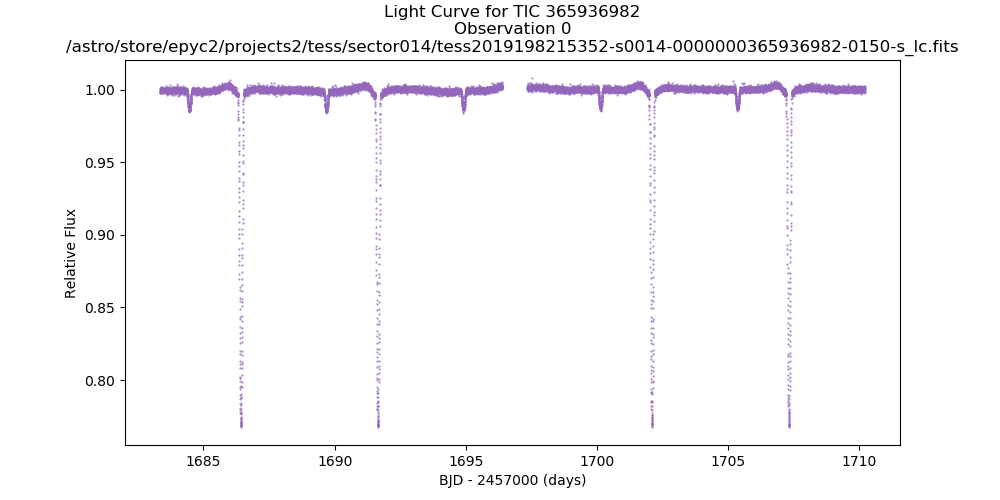 Light Curve for TIC 365936982
Observation 0
/astro/store/epyc2/projects2/tess/sector014/tess2019198215352-s0014-0000000365936982-0150-s_lc.fits
1.00
0.95
0.90
0.85
0.80
Relative Flux
1685
1690
1695
1700
1705
1710
BJD - 2457000 (days)